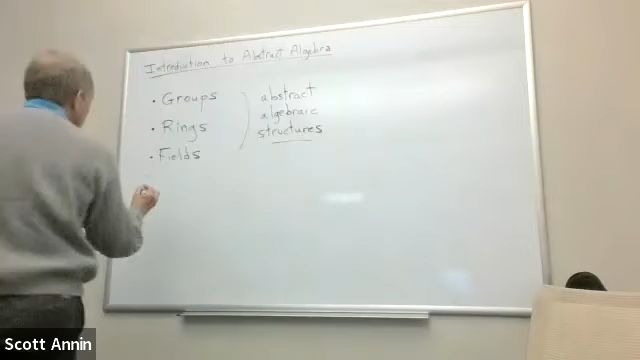 Introduction to Abstract Algebra
• Groups
• Rings
• Fields
abstract
algebraic
structures
Scott Annin